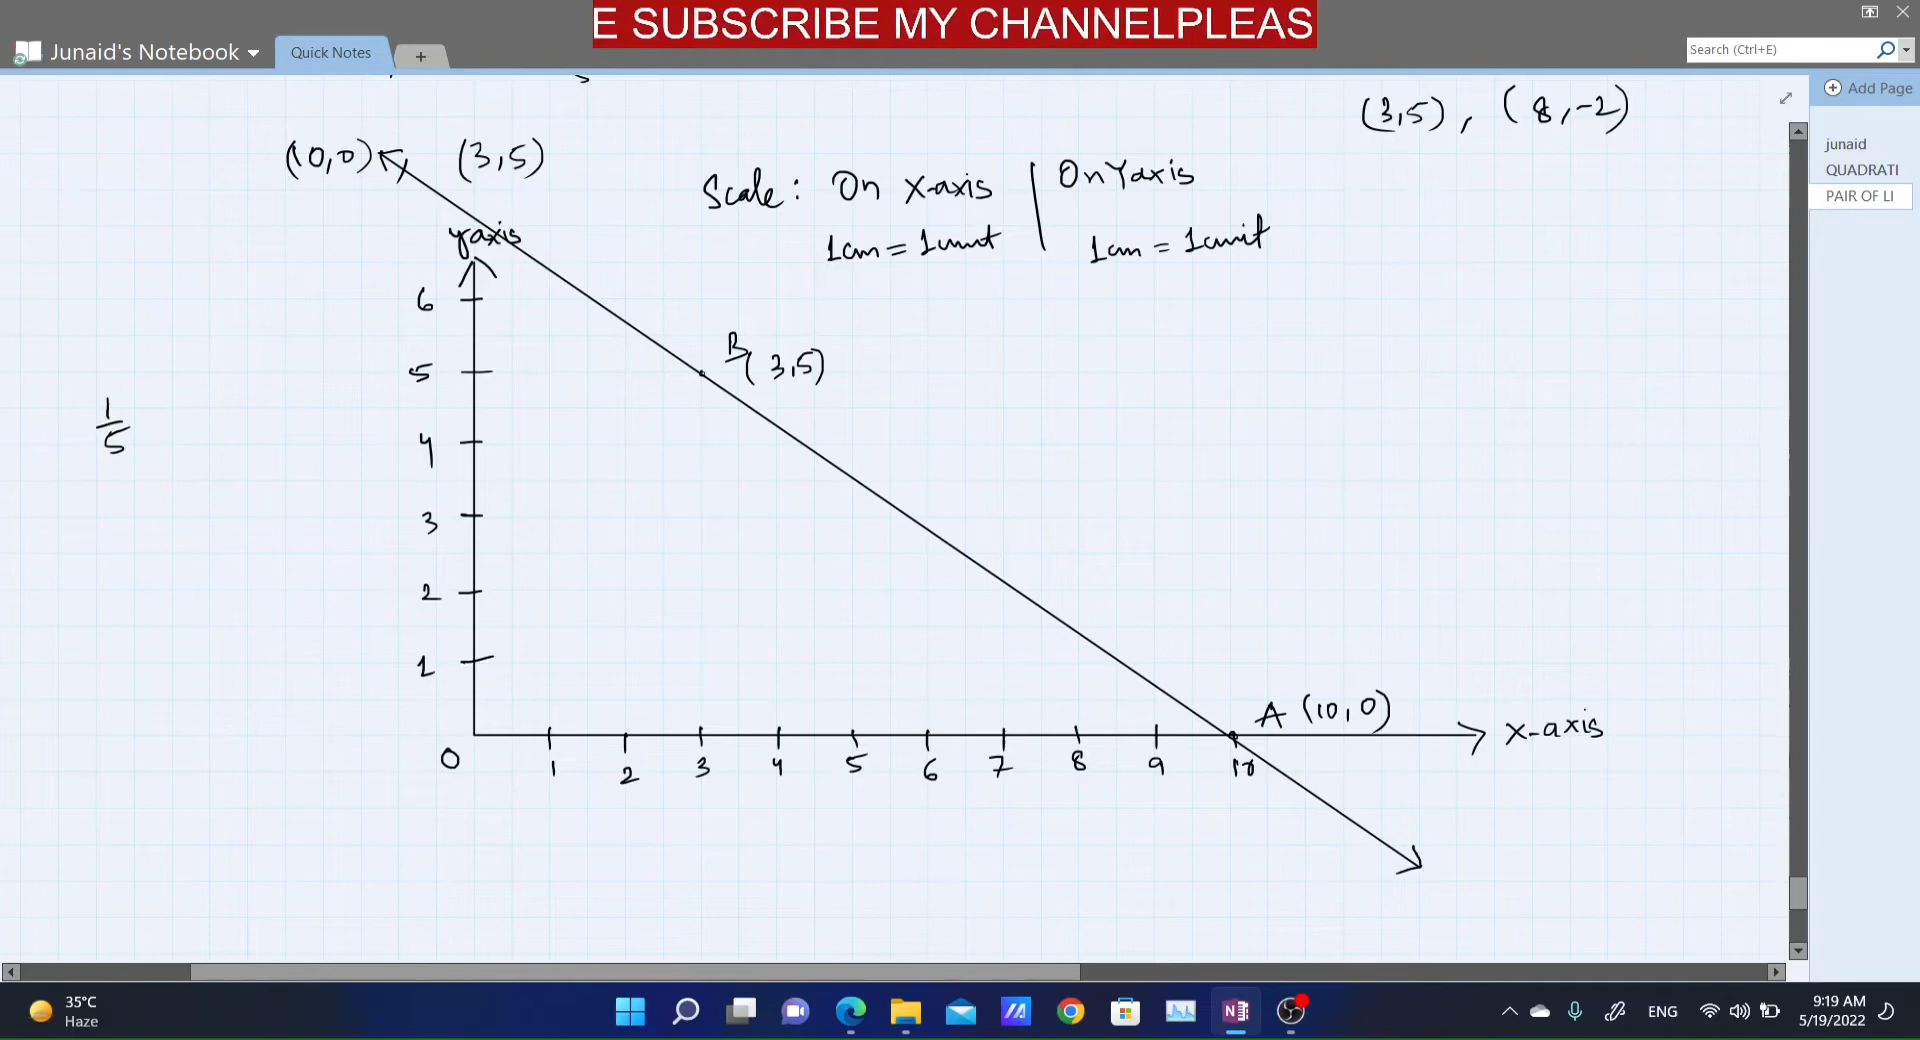 E SUBSCRIBE MY CHANNELPLEAS
Junaid's Notebook
Quick Notes
+
Search (Ctrl+E)
Add Page
junaid
QUADRATI
PAIR OF LI
(3,5), (8,-2)
(10,0) (3,5)
Scale: On X-axis | On Y axis
1cm = 1unit 1cm = 1unit
y axis
6
5
4
3
2
1
B(3,5)
1/5
A (10,0)
X-axis
0 1 2 3 4 5 6 7 8 9 10
35°C
Haze
ENG
9:19 AM
5/19/2022